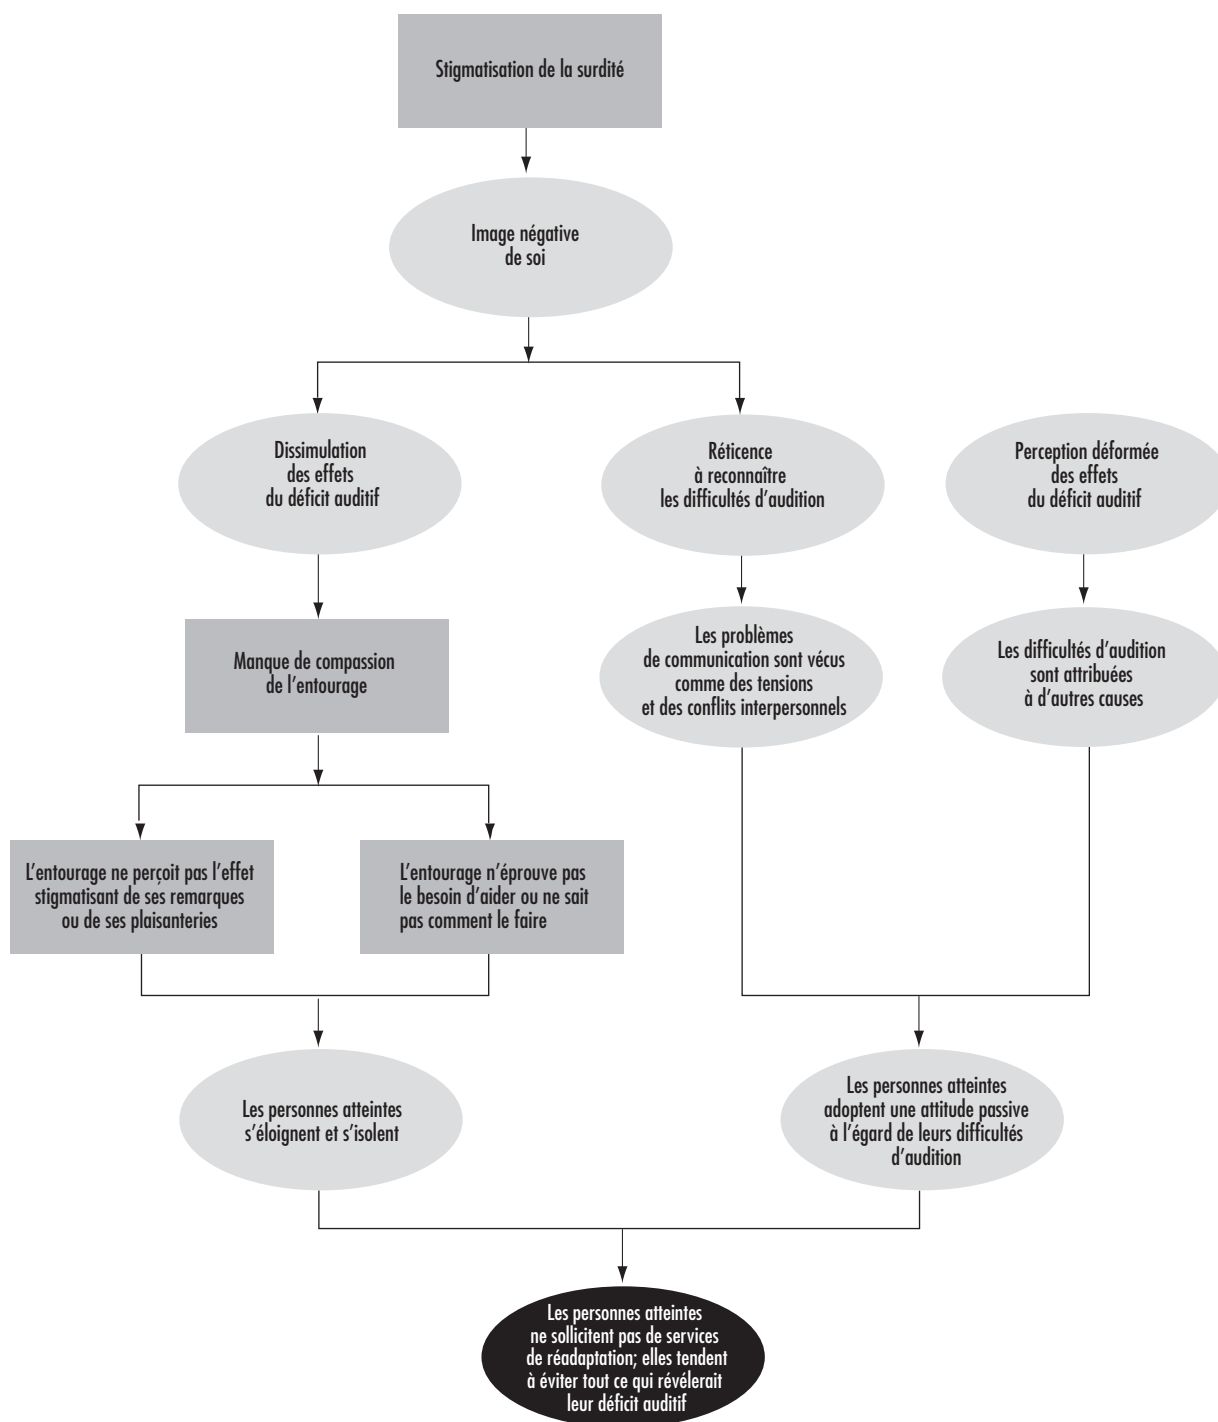 Stigmatisation de la surdité
Image négative
de soi
Dissimulation
des effets
du déficit auditif
Réticence
à reconnaître
les difficultés d’audition
Perception déformée
des effets
du déficit auditif
Manque de compassion
de l’entourage
Les problèmes
de communication sont vécus
comme des tensions
et des conflits interpersonnels
Les difficultés d’audition
sont attribuées
à d’autres causes
L’entourage ne perçoit pas l’effet
stigmatisant de ses remarques
ou de ses plaisanteries
L’entourage n’éprouve pas
le besoin d’aider ou ne sait
pas comment le faire
Les personnes atteintes
s’éloignent et s’isolent
Les personnes atteintes
adoptent une attitude passive
à l’égard de leurs difficultés
d’audition
Les personnes atteintes
ne sollicitent pas de services
de réadaptation; elles tendent
à éviter tout ce qui révélerait
leur déficit auditif